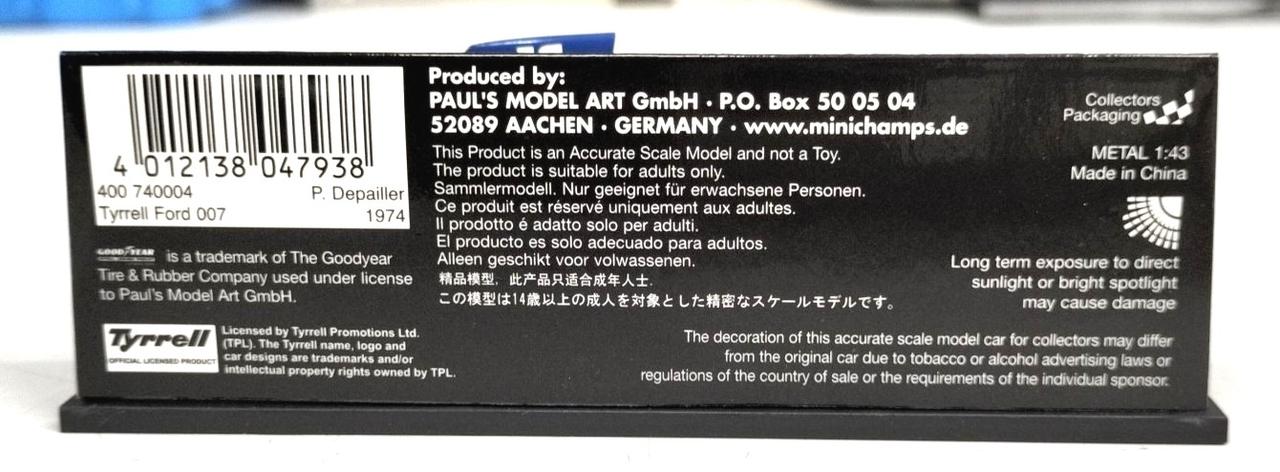 4 012138 047938
400 740004 P. Depailler
Tyrrell Ford 007 1974
GOOD YEAR is a trademark of The Goodyear
Tire & Rubber Company used under license
to Paul's Model Art GmbH.
Tyrrell
OFFICIAL LICENSED PRODUCT
Licensed by Tyrrell Promotions Ltd.
(TPL). The Tyrrell name, logo and
car designs are trademarks and/or
intellectual property rights owned by TPL.
Produced by:
PAUL'S MODEL ART GmbH · P.O. Box 50 05 04
52089 AACHEN · GERMANY · www.minichamps.de
This Product is an Accurate Scale Model and not a Toy.
The product is suitable for adults only.
Sammlermodell. Nur geeignet für erwachsene Personen.
Ce produit est réservé uniquement aux adultes.
Il prodotto é adatto solo per adulti.
El producto es solo adecuado para adultos.
Alleen geschikt voor volwassenen.
精品模型, 此产品只适合成年人士.
この模型は14歳以上の成人を対象とした精密なスケールモデルです。
Collectors
Packaging
METAL 1:43
Made in China
Long term exposure to direct
sunlight or bright spotlight
may cause damage
The decoration of this accurate scale model car for collectors may differ
from the original car due to tobacco or alcohol advertising laws or
regulations of the country of sale or the requirements of the individual sponsor.